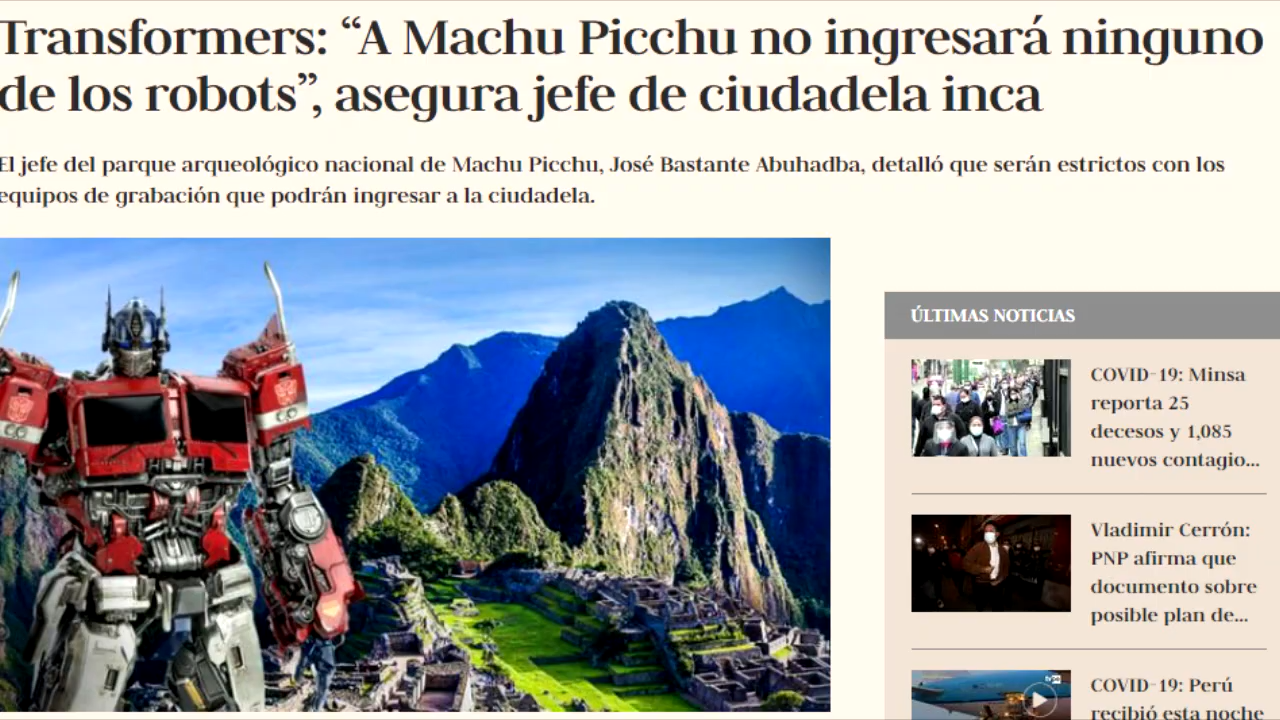 Transformers: “A Machu Picchu no ingresará ninguno
de los robots”, asegura jefe de ciudadela inca
El jefe del parque arqueológico nacional de Machu Picchu, José Bastante Abuhadba, detalló que serán estrictos con los
equipos de grabación que podrán ingresar a la ciudadela.
ÚLTIMAS NOTICIAS
COVID-19: Minsa
reporta 25
decesos y 1,085
nuevos contagio...
Vladimir Cerrón:
PNP afirma que
documento sobre
posible plan de...
COVID-19: Perú
recibió esta noche